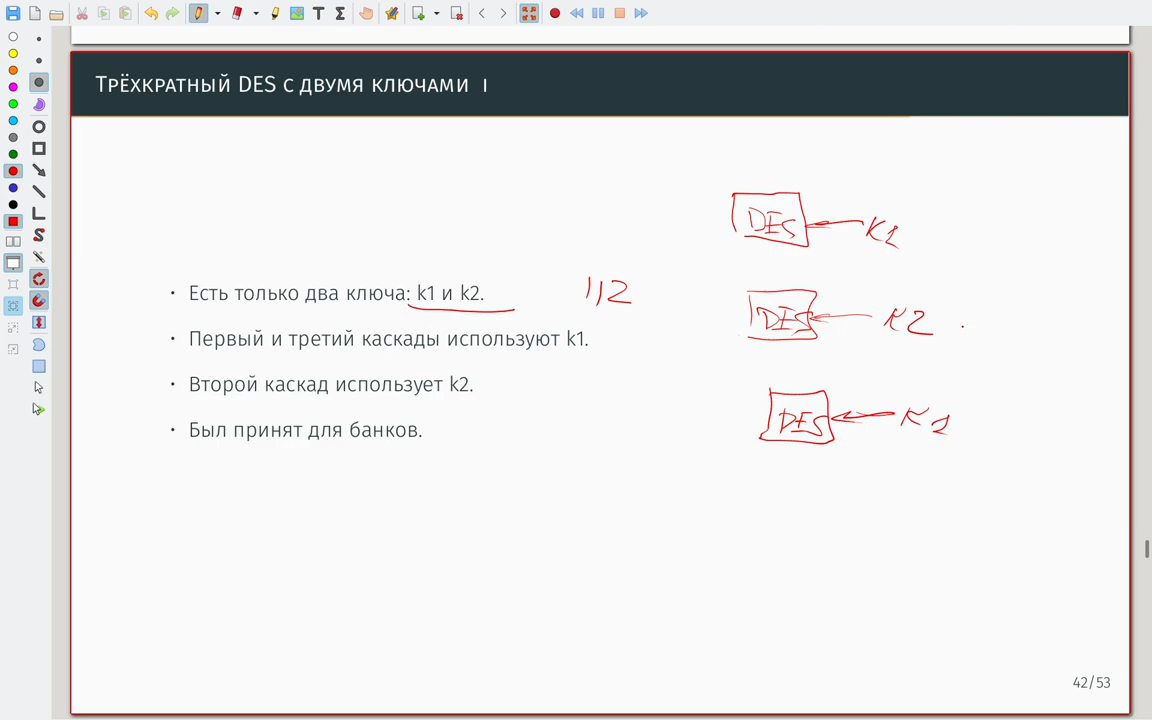 Трёхкратный DES с двумя ключами I
DES K1
Есть только два ключа: k1 и k2. 112
DES K2
Первый и третий каскады используют k1.
Второй каскад использует k2.
DES K1
Был принят для банков.
42/53